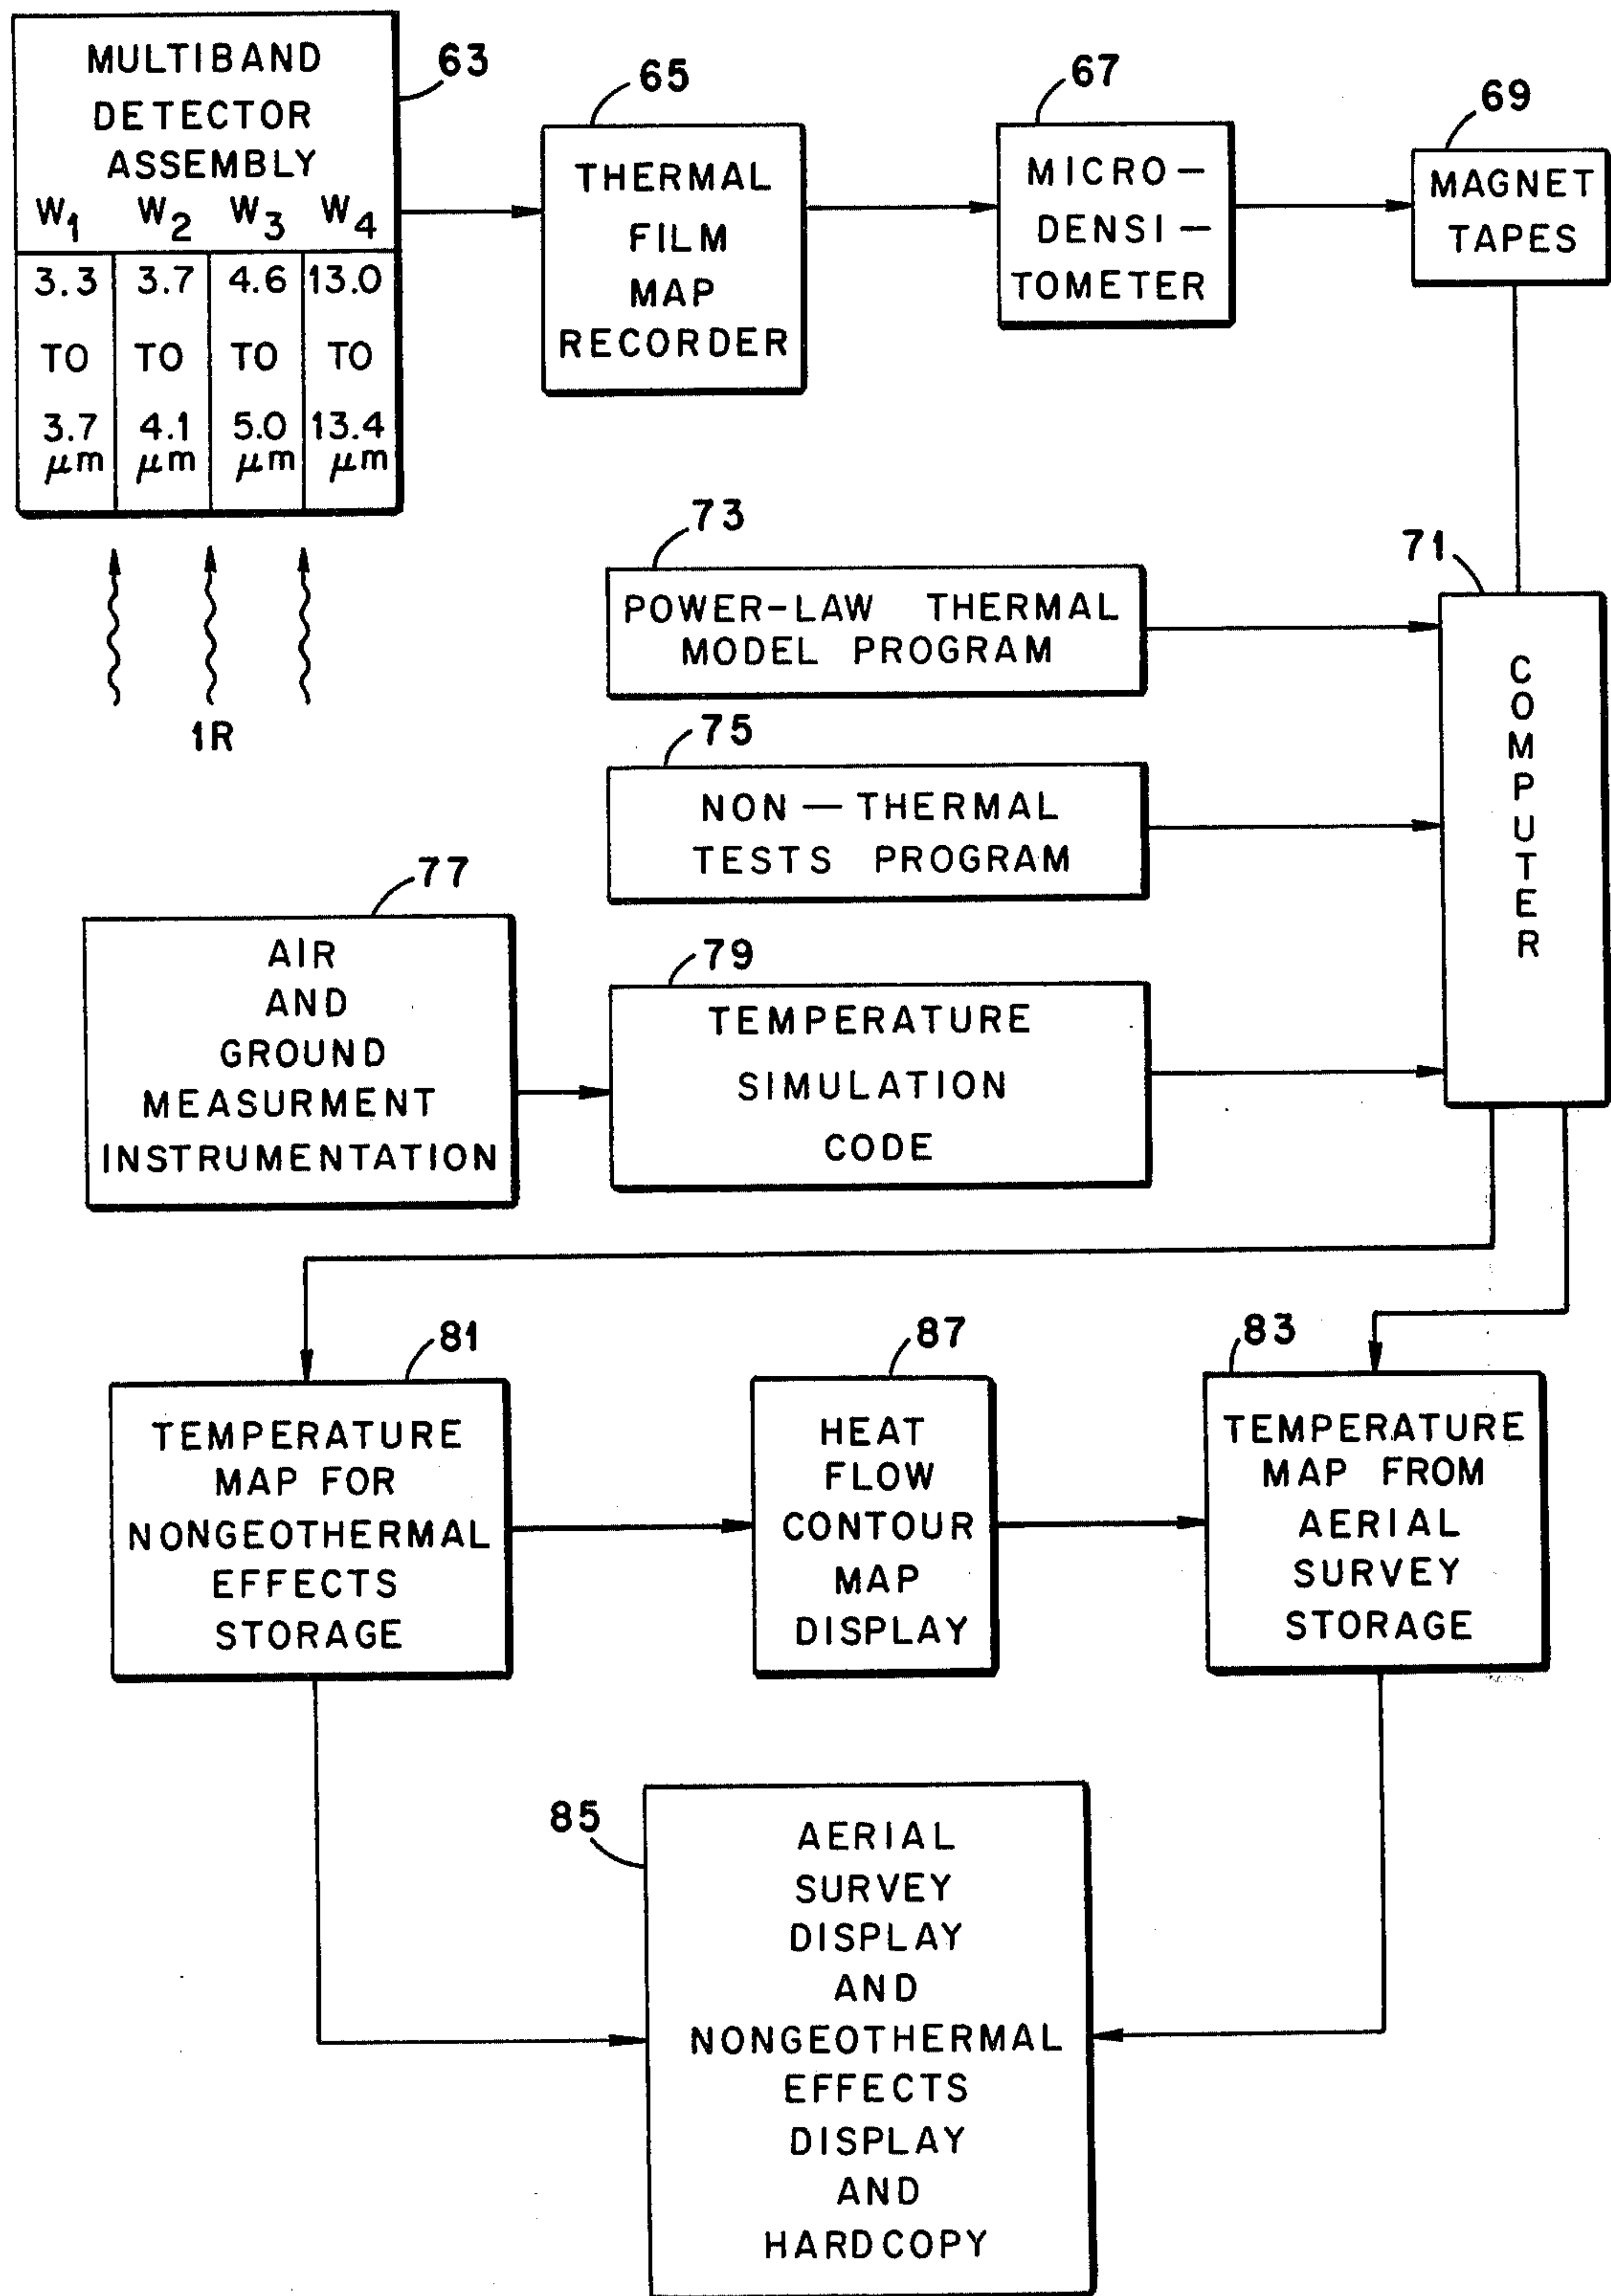 MULTIBAND
DETECTOR
ASSEMBLY
W1 W2 W3 W4
3.3 3.7 4.6 13.0
TO TO TO TO
3.7 4.1 5.0 13.4
μm μm μm μm
63
1R
65
THERMAL
FILM
MAP
RECORDER
67
MICRO-
DENSI-
TOMETER
69
MAGNET
TAPES
71
COMPUTER
73
POWER-LAW THERMAL
MODEL PROGRAM
75
NON-THERMAL
TESTS PROGRAM
77
AIR
AND
GROUND
MEASURMENT
INSTRUMENTATION
79
TEMPERATURE
SIMULATION
CODE
81
TEMPERATURE
MAP FOR
NONGEOTHERMAL
EFFECTS
STORAGE
87
HEAT
FLOW
CONTOUR
MAP
DISPLAY
83
TEMPERATURE
MAP FROM
AERIAL
SURVEY
STORAGE
85
AERIAL
SURVEY
DISPLAY
AND
NONGEOTHERMAL
EFFECTS
DISPLAY
AND
HARDCOPY